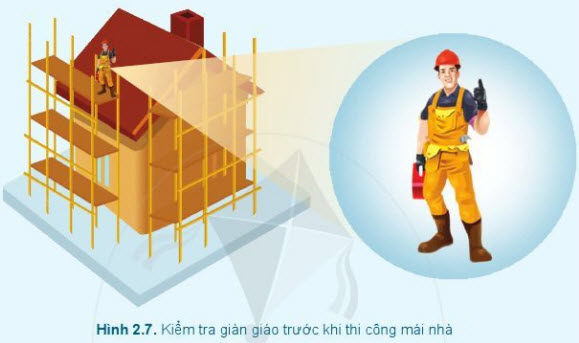 Hình 2.7. Kiểm tra giàn giáo trước khi thi công mái nhà